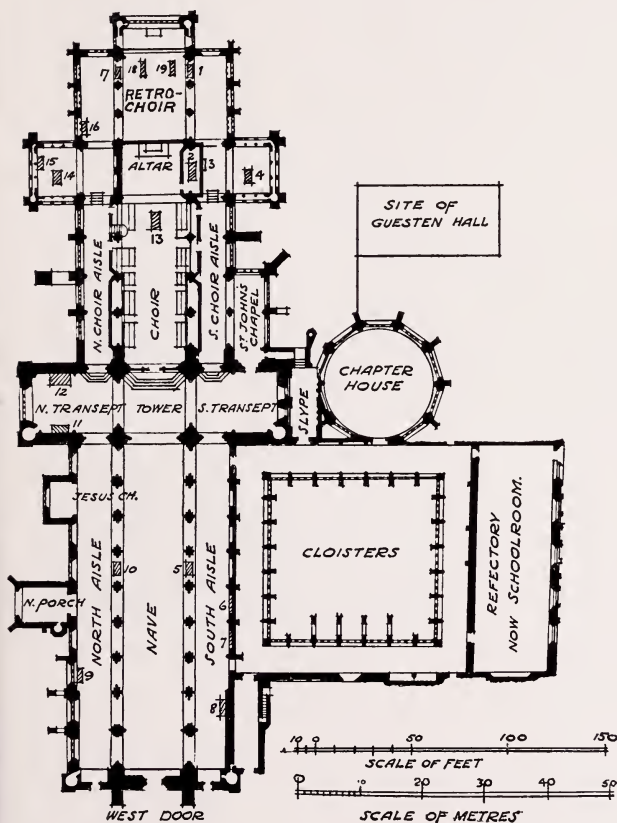 7 18 19 1
RETRO-
CHOIR
16
15
14
ALTAR
2
3
4
SITE OF
GUESTEN HALL
13
N. CHOIR AISLE
CHOIR
S. CHOIR AISLE
ST JOHN'S
CHAPEL
CHAPTER
HOUSE
12
N. TRANSEPT TOWER S. TRANSEPT
SLYPE
11
JESUS CH.
NORTH AISLE
NAVE
SOUTH AISLE
CLOISTERS
REFECTORY
NOW SCHOOLROOM.
10
5
N. PORCH
6
7
9
8
10 0 50 100 150
SCALE OF FEET
0 10 20 30 40 50
SCALE OF METRES
WEST DOOR